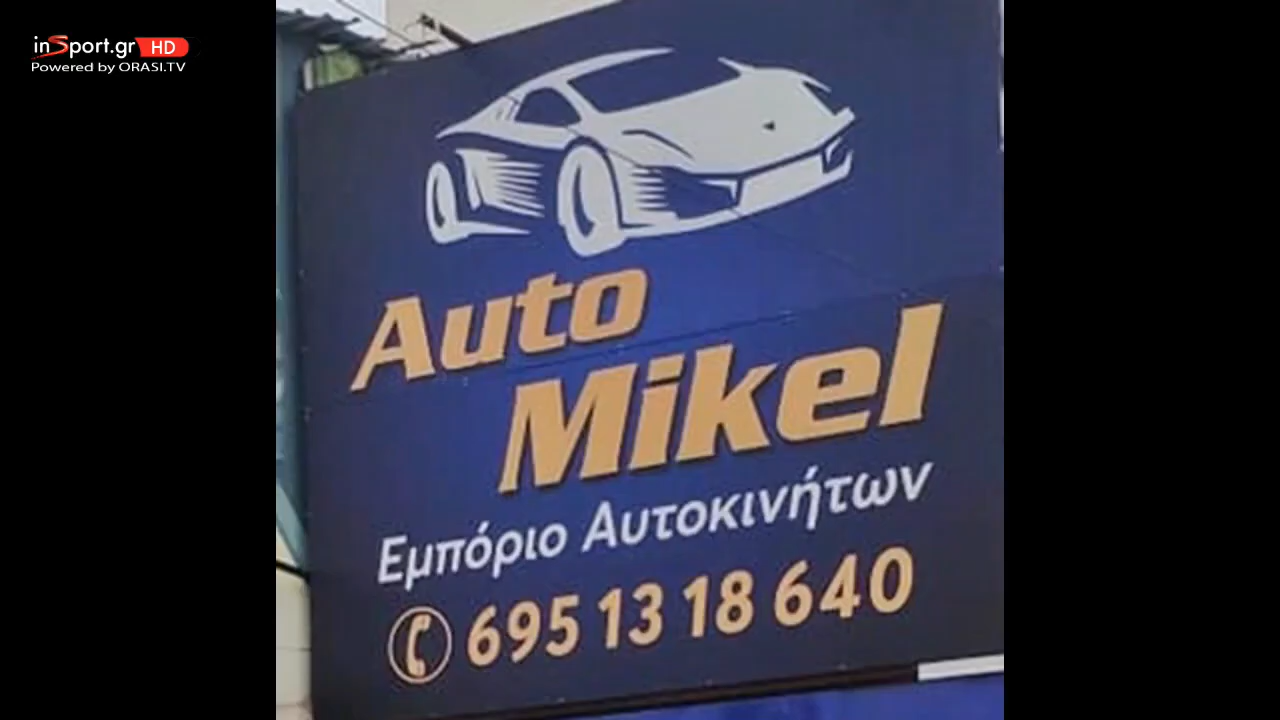 inSport.gr HD
Powered by ORASI.TV
Auto
Mikel
Εμπόριο Αυτοκινήτων
695 13 18 640